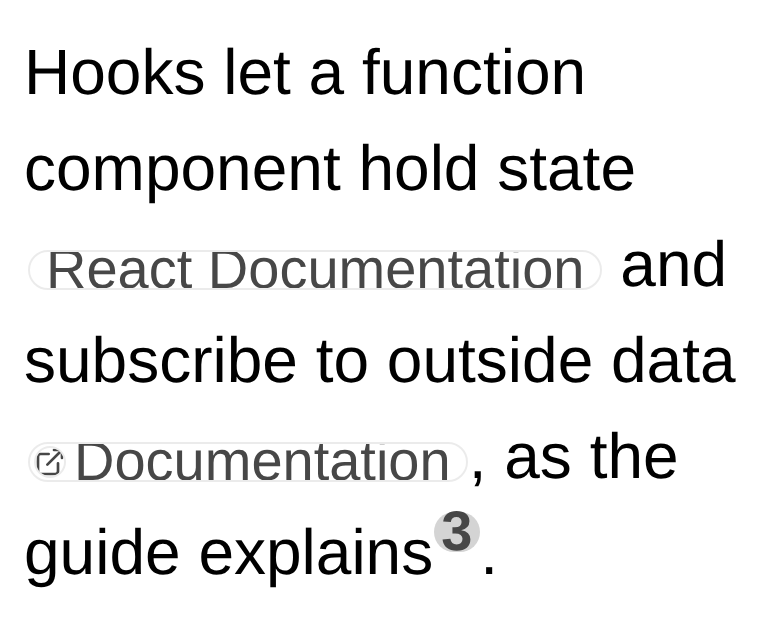 Hooks let a function
component hold state
React Documentation and
subscribe to outside data
Documentation, as the
guide explains3.